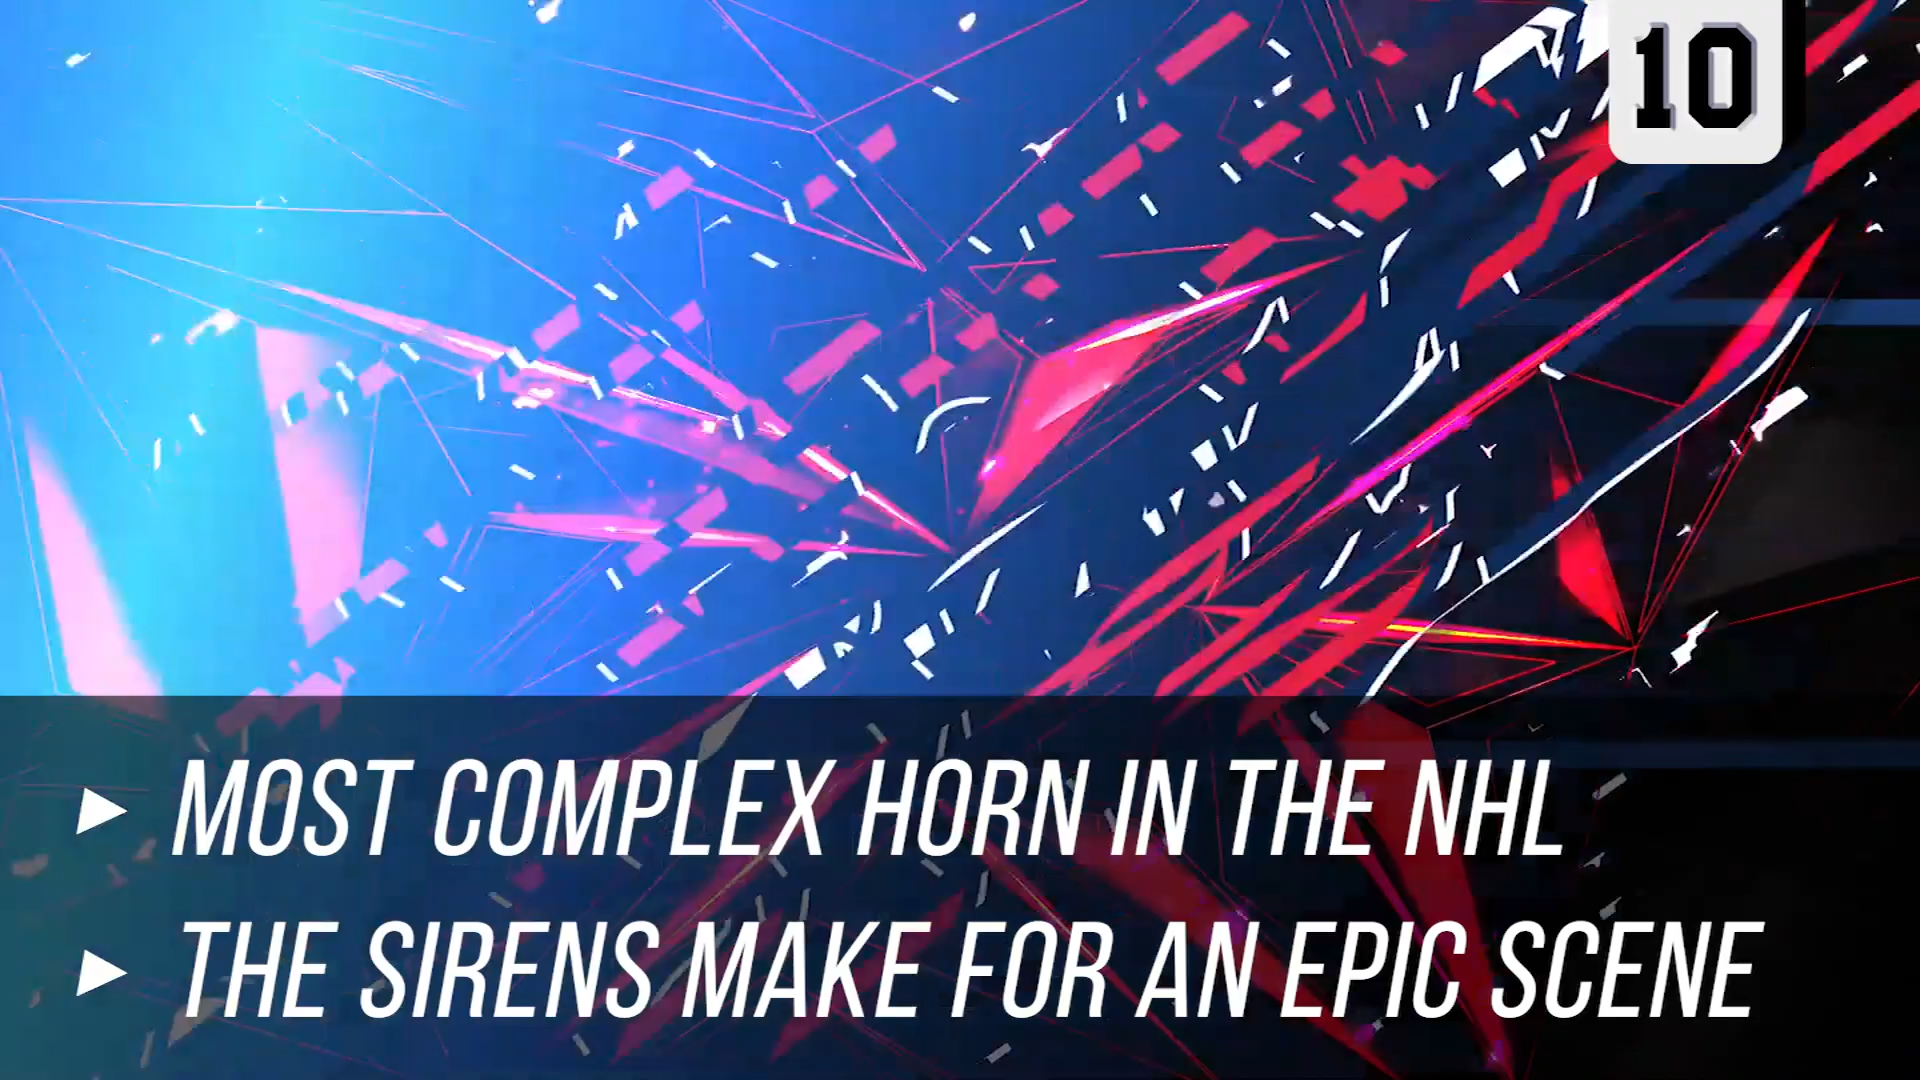 10
MOST COMPLEX HORN IN THE NHL
THE SIRENS MAKE FOR AN EPIC SCENE